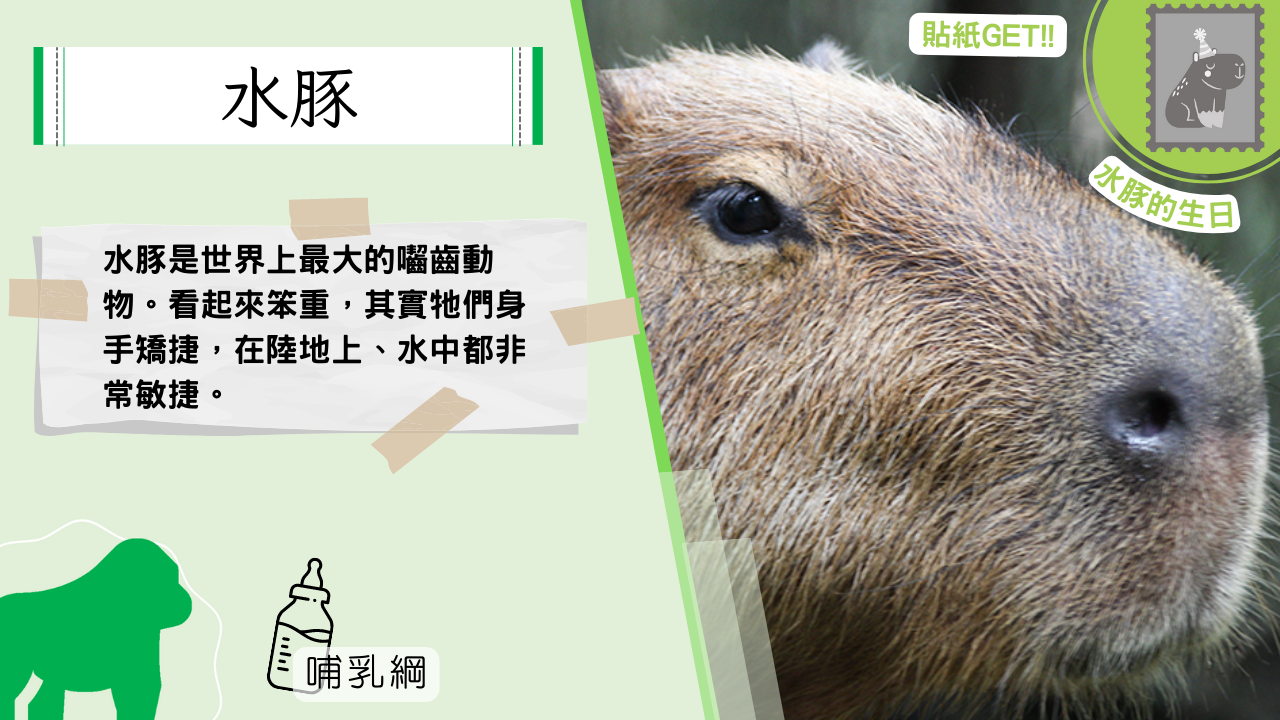 水豚
水豚是世界上最大的囓齒動
物。看起來笨重，其實牠們身
手矯捷，在陸地上、水中都非
常敏捷。
哺乳綱
貼紙GET!!
水豚的生日